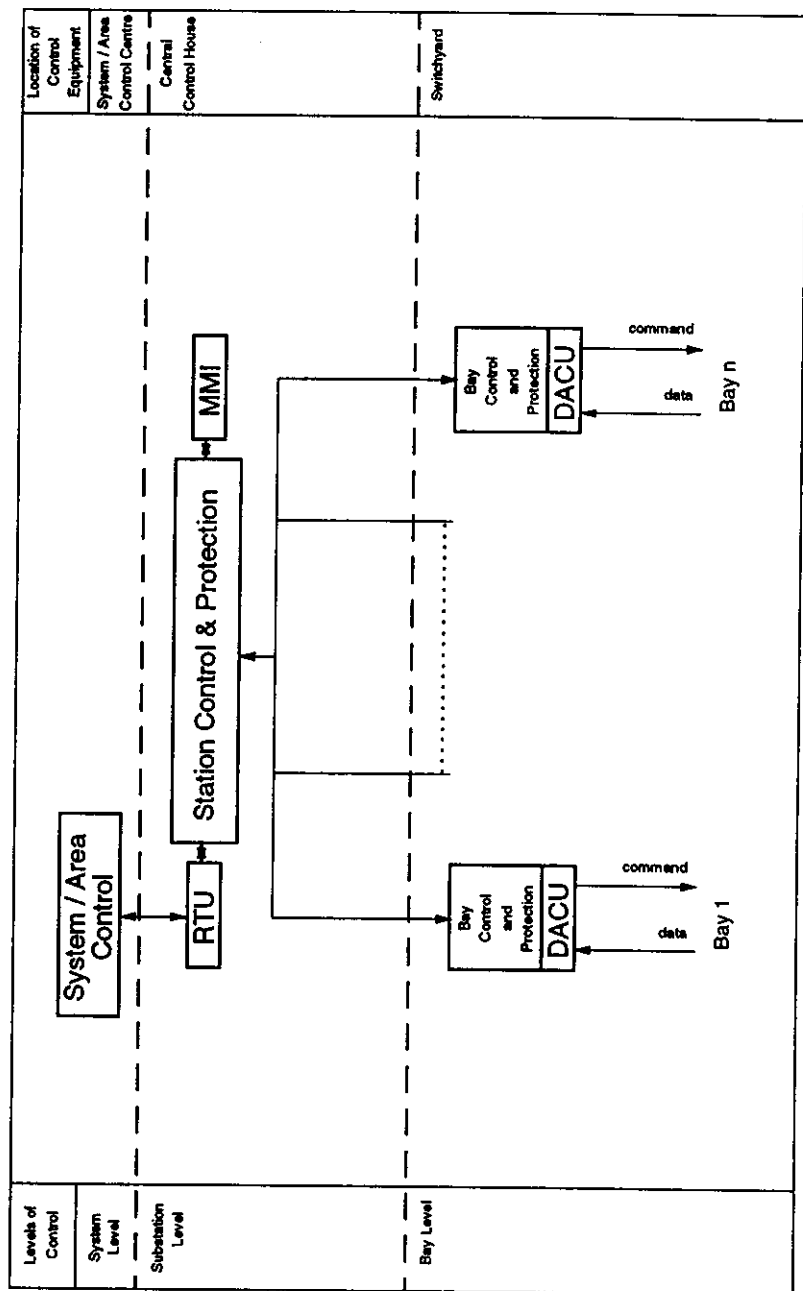 Levels of
Control
Location of
Control
Equipment
System
Level
System / Area
Control
System / Area
Control Centre
Substation
Level
RTU
Station Control & Protection
MMI
Central
Control House
Bay Level
Bay
Control
and
Protection
DACU
data
command
Bay 1
Bay
Control
and
Protection
DACU
data
command
Bay n
Switchyard